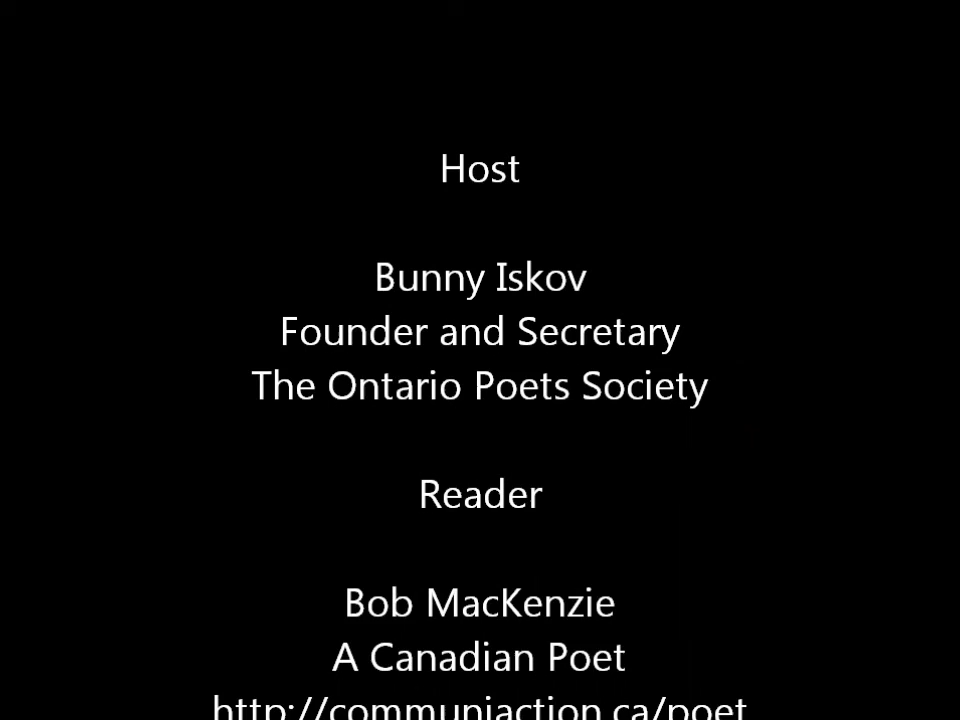 Host
Bunny Iskov
Founder and Secretary
The Ontario Poets Society
Reader
Bob MacKenzie
A Canadian Poet
http://communiaction.ca/poet